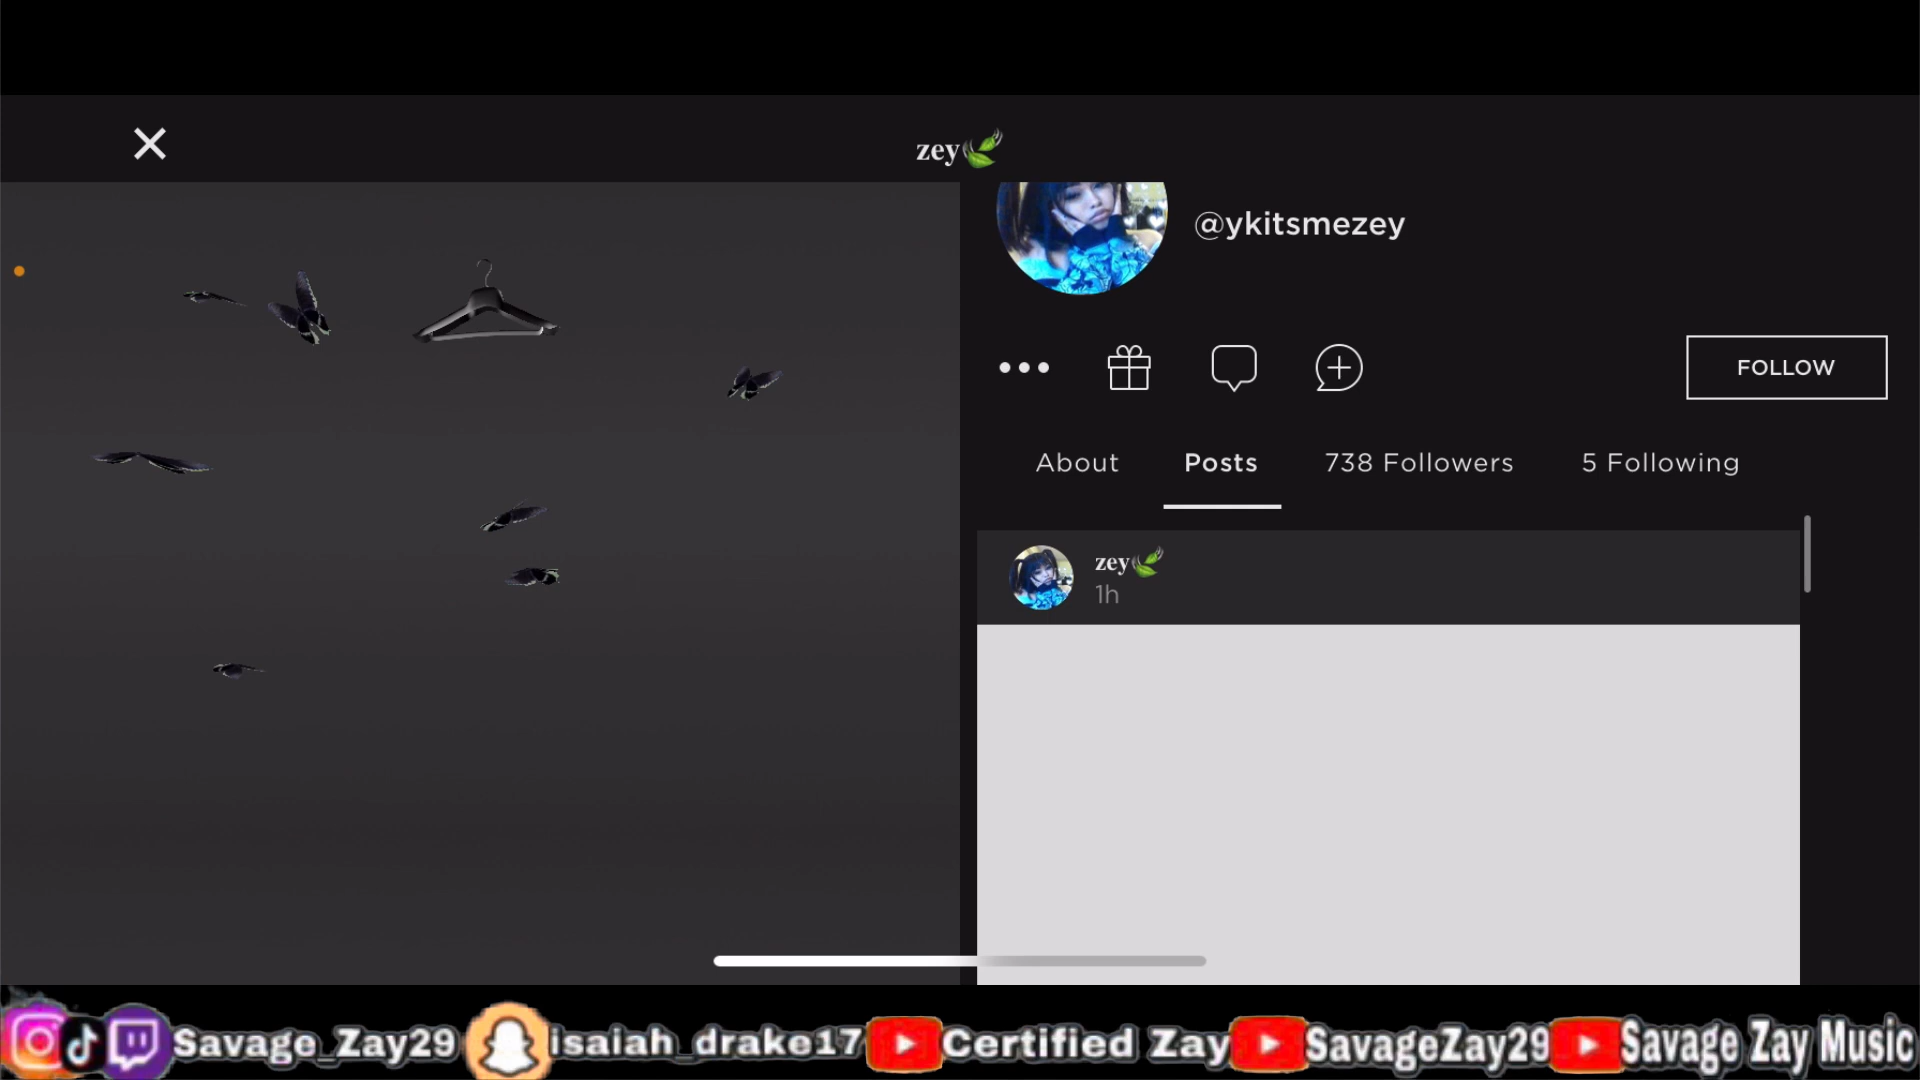 zey🌿
@ykitsmezey
FOLLOW
About
Posts
738 Followers
5 Following
zey🌿
1h
Savage_Zay29
isaiah_drake17
Certified Zay
SavageZay29
Savage Zay Music